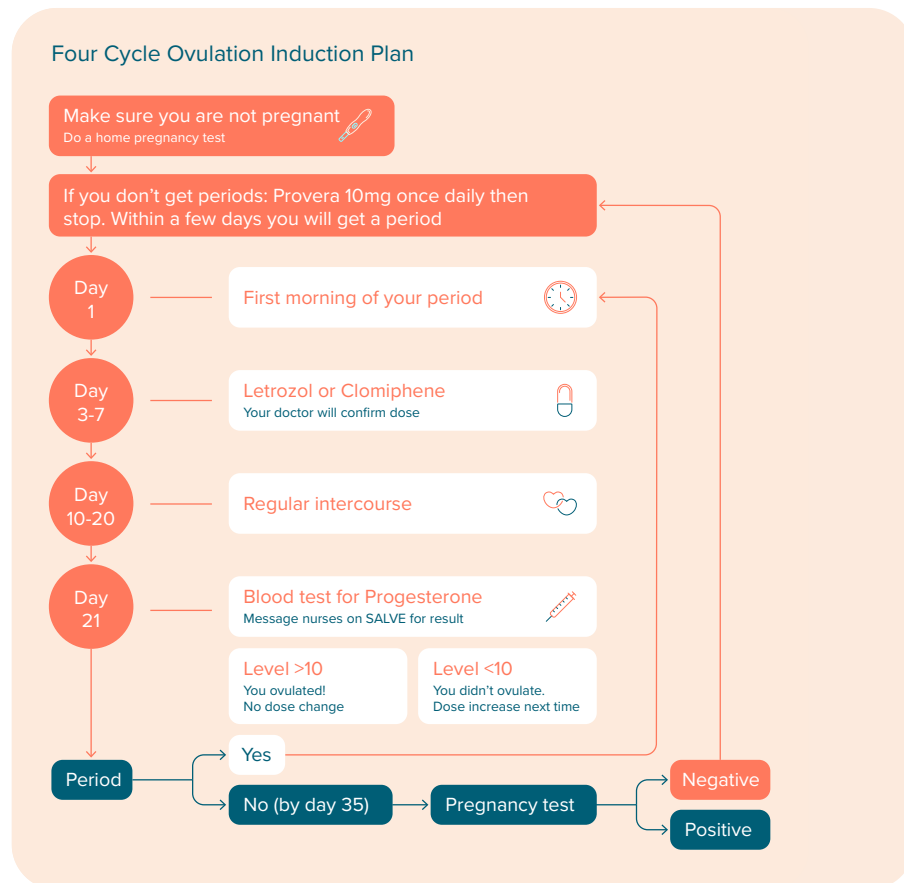 Four Cycle Ovulation Induction Plan
Make sure you are not pregnant
Do a home pregnancy test
If you don’t get periods: Provera 10mg once daily then
stop. Within a few days you will get a period
Day
1
First morning of your period
Day
3-7
Letrozol or Clomiphene
Your doctor will confirm dose
Day
10-20
Regular intercourse
Day
21
Blood test for Progesterone
Message nurses on SALVE for result
Level >10
You ovulated!
No dose change
Level <10
You didn’t ovulate.
Dose increase next time
Period
Yes
No (by day 35)
Pregnancy test
Negative
Positive